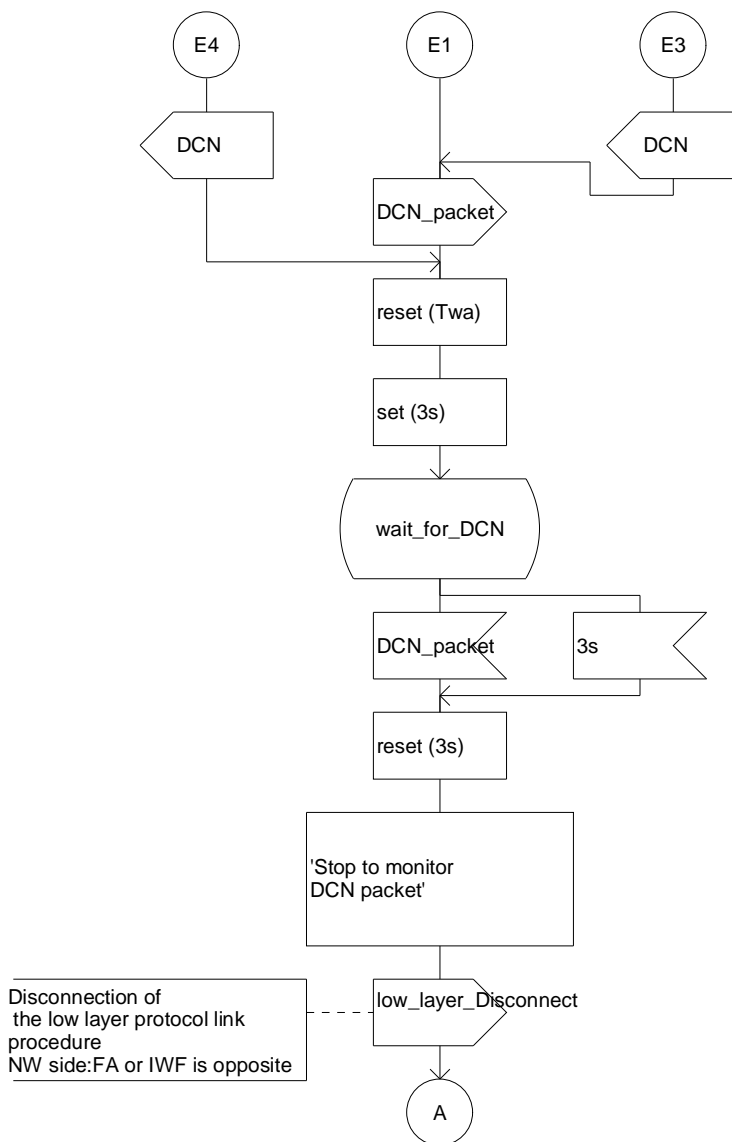 E4
E1
E3
DCN
DCN
DCN_packet
reset (Twa)
set (3s)
wait_for_DCN
DCN_packet
3s
reset (3s)
'Stop to monitor
DCN packet'
low_layer_Disconnect
Disconnection of
the low layer protocol link
procedure
NW side:FA or IWF is opposite
A